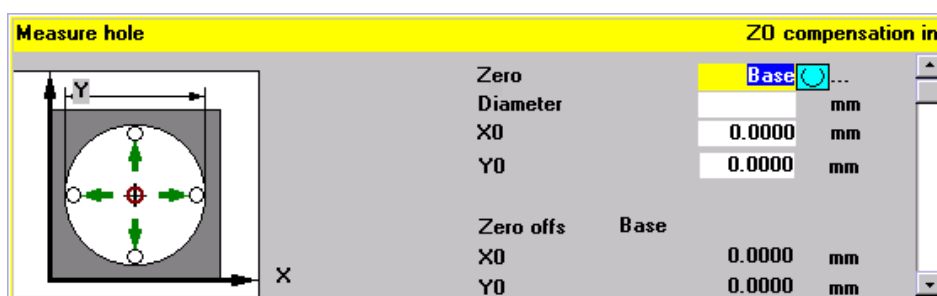 Measure hole ZO compensation in
Y
Zero Base ...
Diameter mm
X0 0.0000 mm
Y0 0.0000 mm
Zero offs Base
X0 0.0000 mm
X
Y0 0.0000 mm